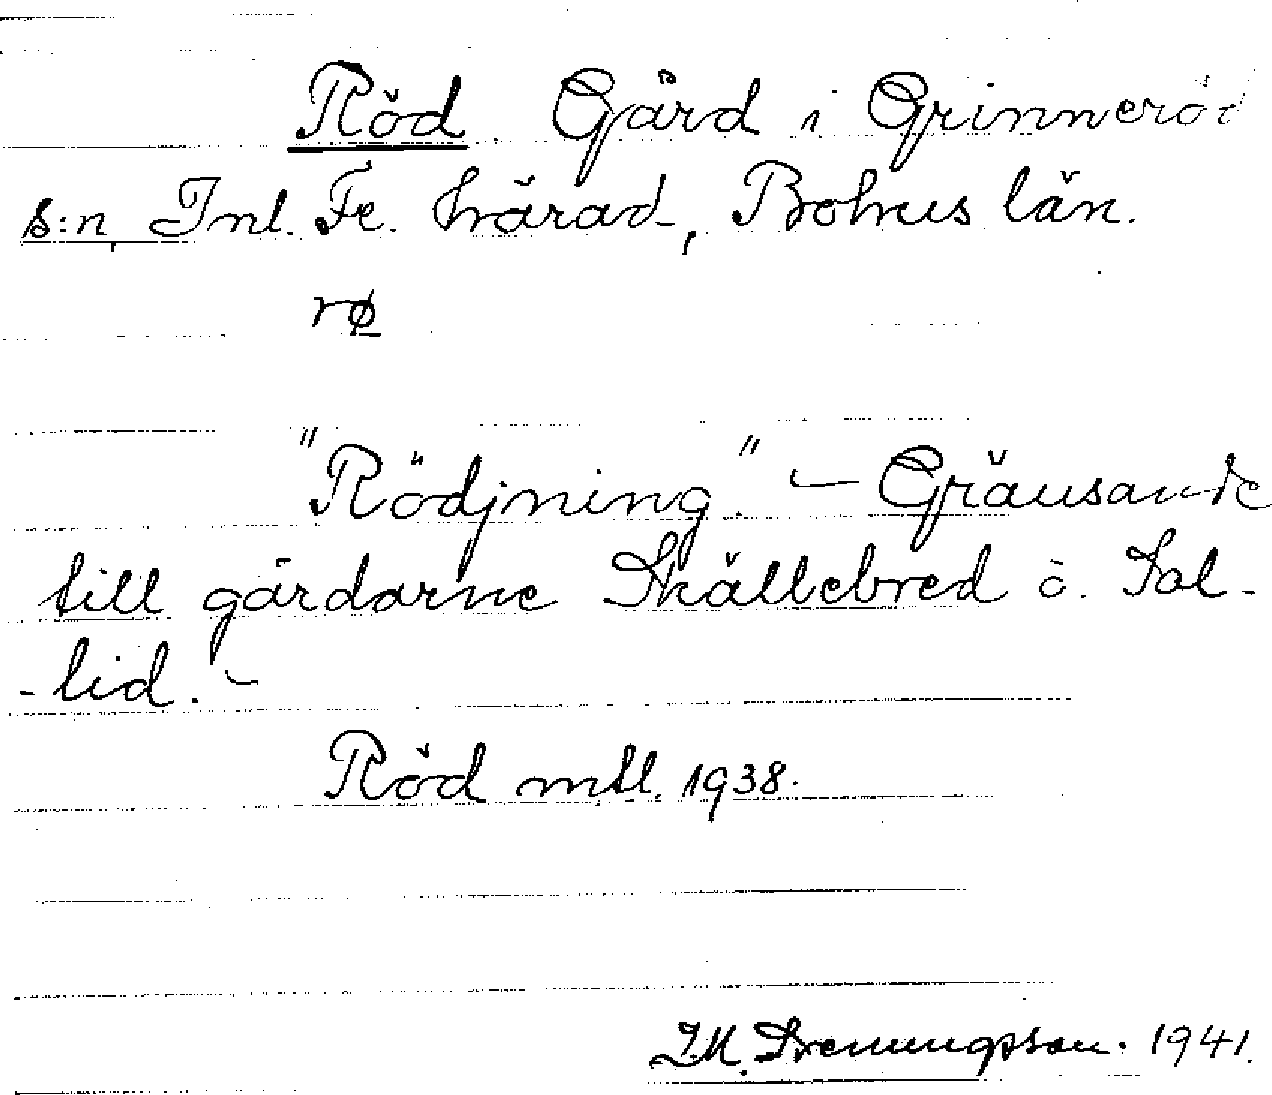 Röd. Gård i Grinneröd
s:n, Inl. Fr. härad, Bohus län.
rø
"Rödjning." — Gränsande
till gårdarne Skällebred o. Sol-
-lid. —
Röd mtl. 1938.
1941.